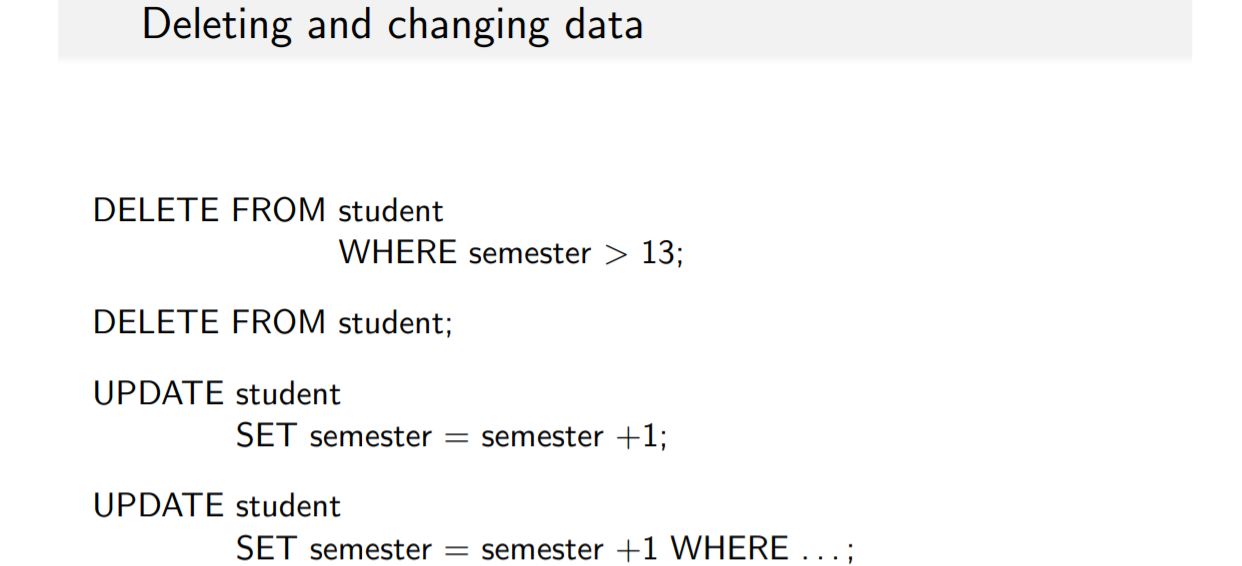 Deleting and changing data
DELETE FROM student
WHERE semester > 13;
DELETE FROM student;
UPDATE student
SET semester = semester +1;
UPDATE student
SET semester = semester +1 WHERE ...;